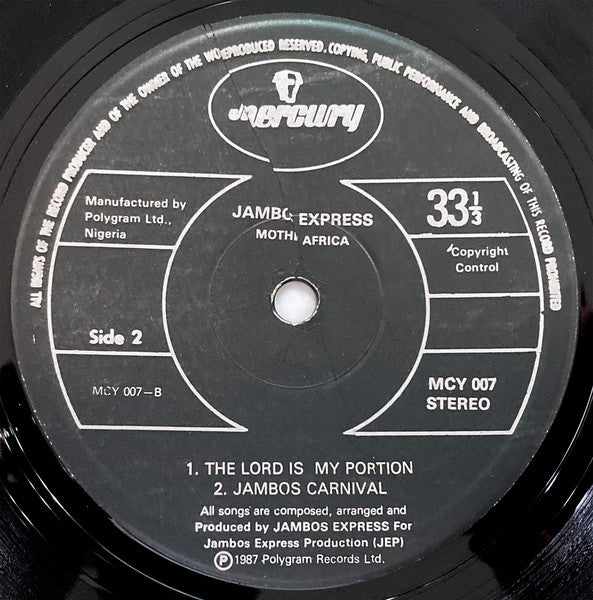 ALL RIGHTS OF THE RECORD PRODUCER AND OF THE OWNER OF THE REPRODUCED RESERVED. COPYING, PUBLIC PERFORMANCE AND BROADCASTING OF THIS RECORD PROHIBITED
mercury
Manufactured by
Polygram Ltd.,
Nigeria
JAMBO EXPRESS
MOTH AFRICA
33⅓
Copyright
Control
Side 2
MCY 007-B
MCY 007
STEREO
1. THE LORD IS MY PORTION
2. JAMBOS CARNIVAL
All songs are composed, arranged and
Produced by JAMBOS EXPRESS For
Jambos Express Production (JEP)
Ⓟ 1987 Polygram Records Ltd.